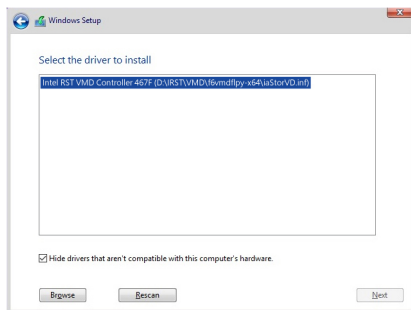 Windows Setup
Select the driver to install
Intel RST VMD Controller 467F (D:\IRST\VMD\f6vmdflpy-x64\iaStorVD.inf)
Hide drivers that aren't compatible with this computer's hardware.
Browse
Rescan
Next